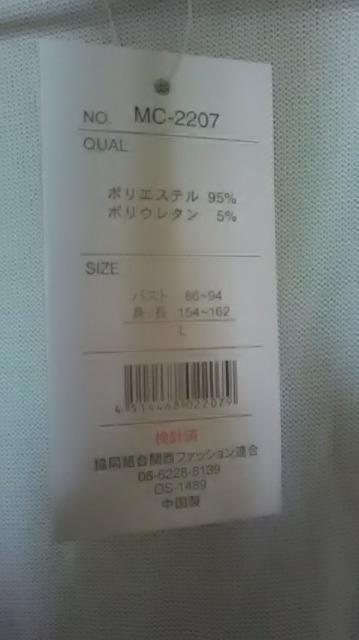 NO. MC-2207
QUAL
ポリエステル 95%
ポリウレタン 5%
SIZE
バスト 86~94
身長 154~162
L
4 514468 022079
検針済
協同組合関西ファッション連合
06-6228-8139
OS-1489
中国製